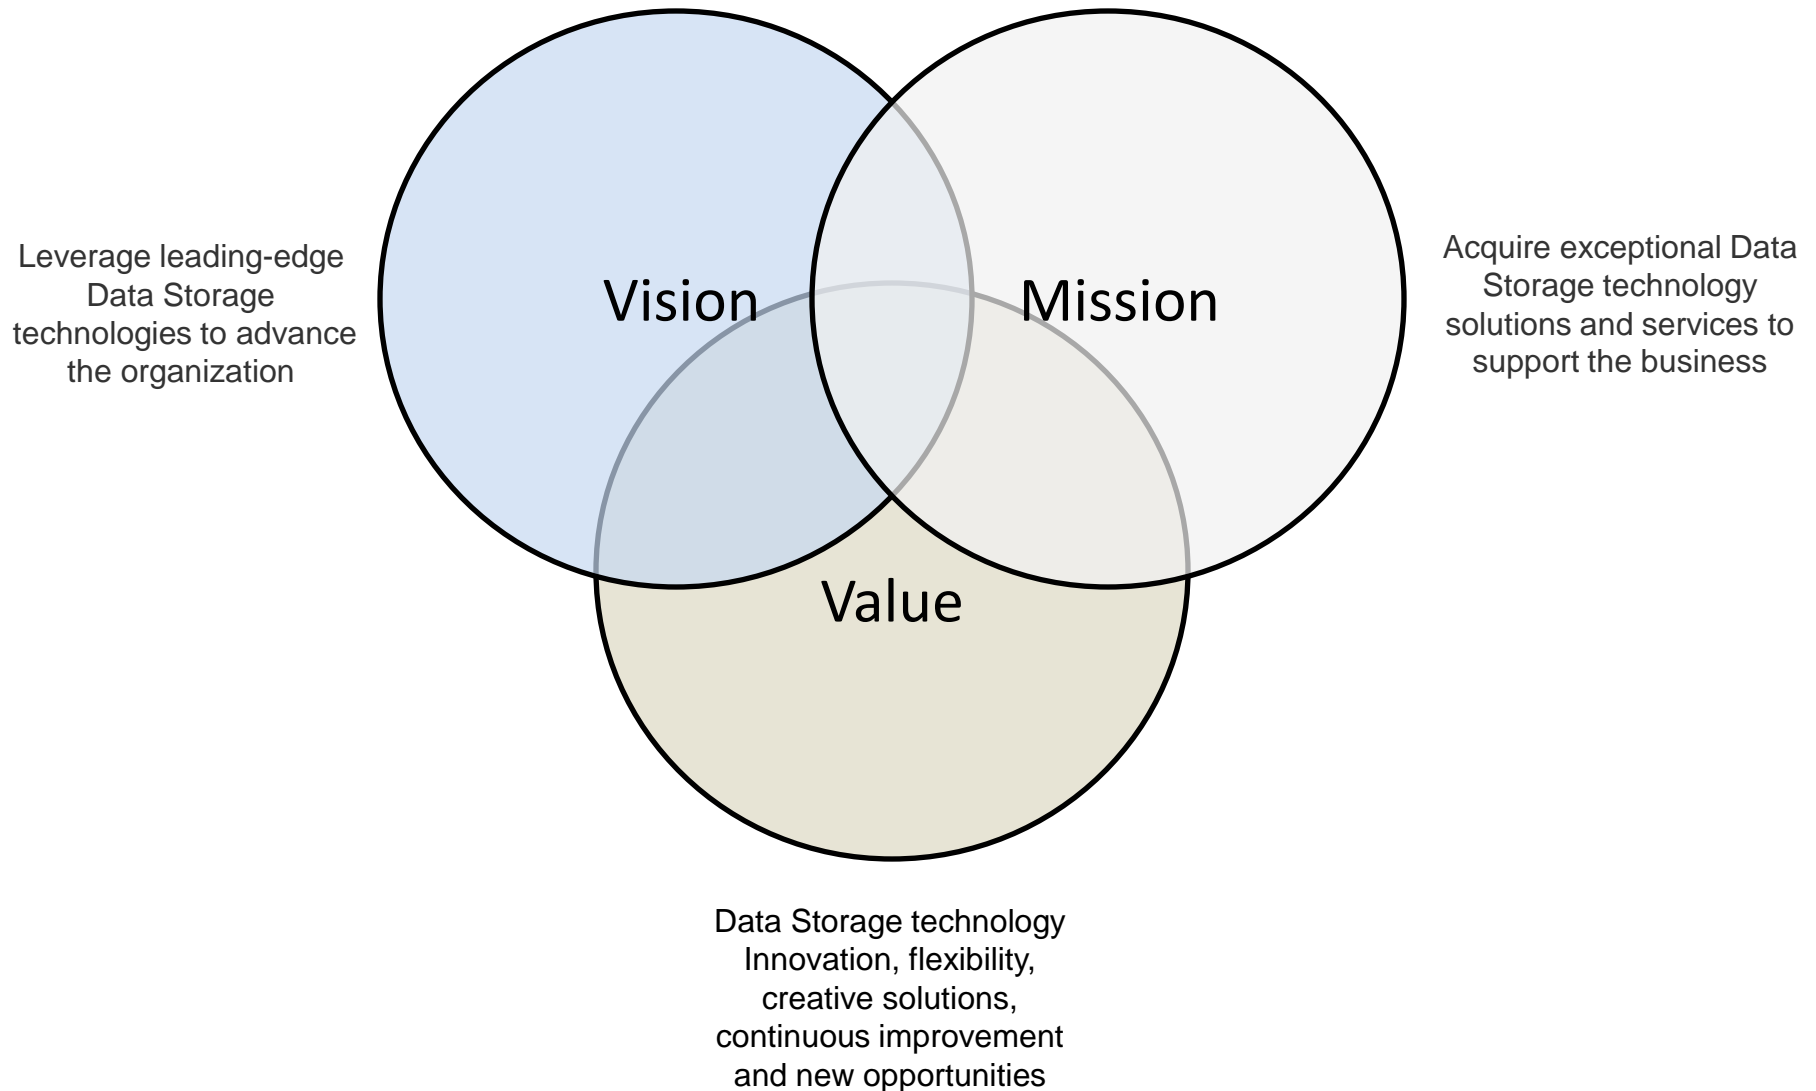 Leverage leading-edge
Data Storage
technologies to advance
the organization
Vision
Mission
Acquire exceptional Data
Storage technology
solutions and services to
support the business
Value
Data Storage technology
Innovation, flexibility,
creative solutions,
continuous improvement
and new opportunities